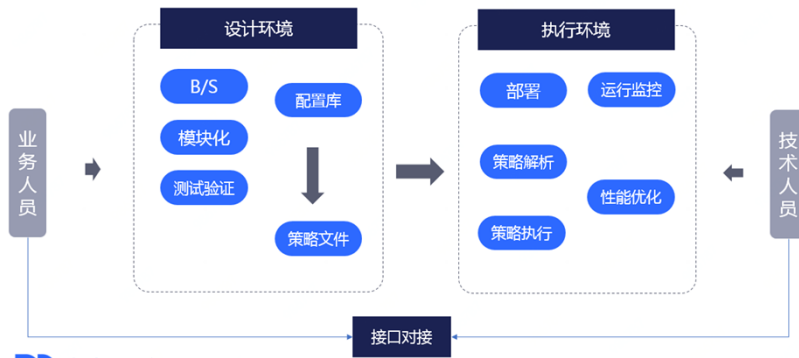 设计环境
执行环境
B/S
配置库
模块化
测试验证
策略文件
部署
运行监控
策略解析
性能优化
策略执行
业务人员
技术人员
接口对接